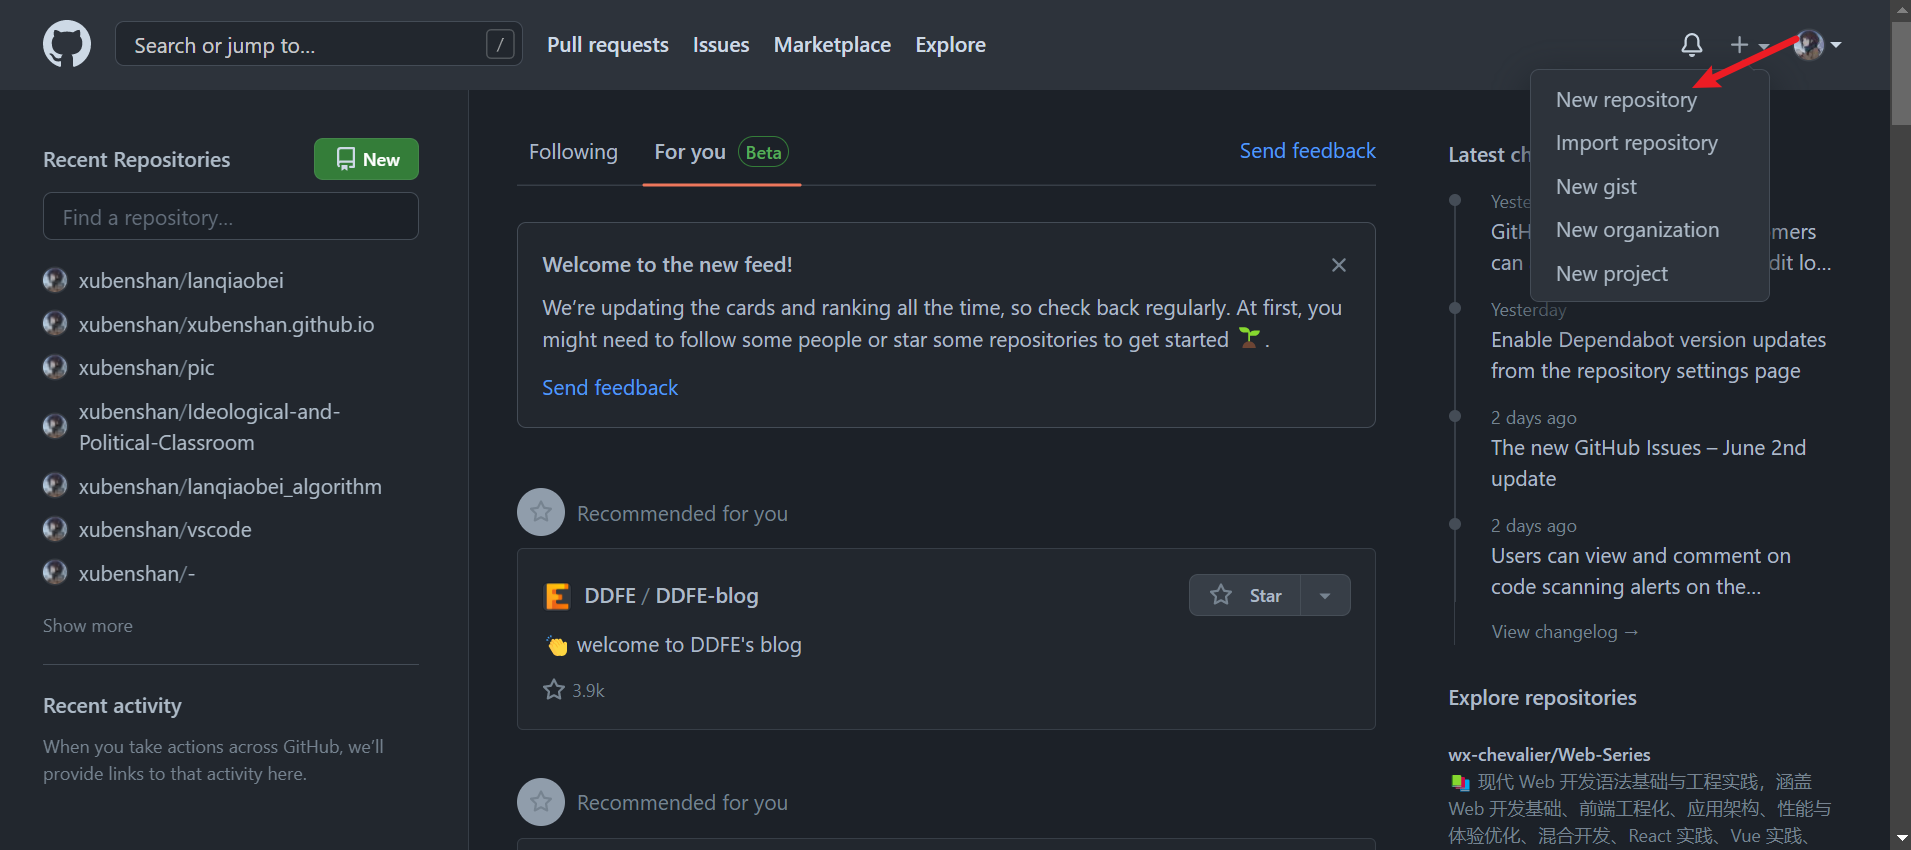 Search or jump to...
/
Pull requests
Issues
Marketplace
Explore
New repository
Import repository
New gist
New organization
New project
Recent Repositories
New
Find a repository...
xubenshan/lanqiaobei
xubenshan/xubenshan.github.io
xubenshan/pic
xubenshan/Ideological-and-
Political-Classroom
xubenshan/lanqiaobei_algorithm
xubenshan/vscode
xubenshan/-
Show more
Recent activity
When you take actions across GitHub, we’ll
provide links to that activity here.
Following
For you
Beta
Send feedback
Welcome to the new feed!
We’re updating the cards and ranking all the time, so check back regularly. At first, you
might need to follow some people or star some repositories to get started .
Send feedback
Recommended for you
DDFE / DDFE-blog
Star
welcome to DDFE's blog
3.9k
Recommended for you
Latest
can
Yesterday
Enable Dependabot version updates
from the repository settings page
2 days ago
The new GitHub Issues – June 2nd
update
2 days ago
Users can view and comment on
code scanning alerts on the...
View changelog →
Explore repositories
wx-chevalier/Web-Series
现代 Web 开发语法基础与工程实践，涵盖
Web 开发基础、前端工程化、应用架构、性能与
体验优化、混合开发、React 实践、Vue 实践、